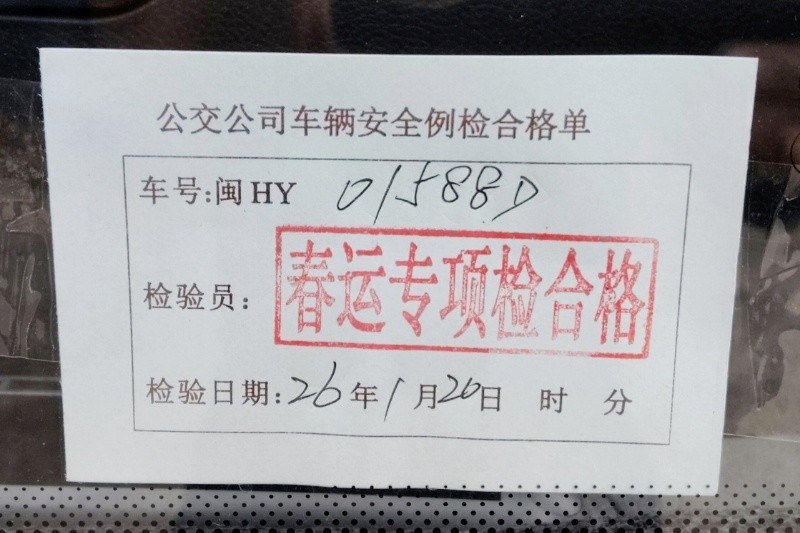 公交公司车辆安全例检合格单
车号:闽HY 01588D
检验员:
春运专项检合格
检验日期:26年1月20日 时 分